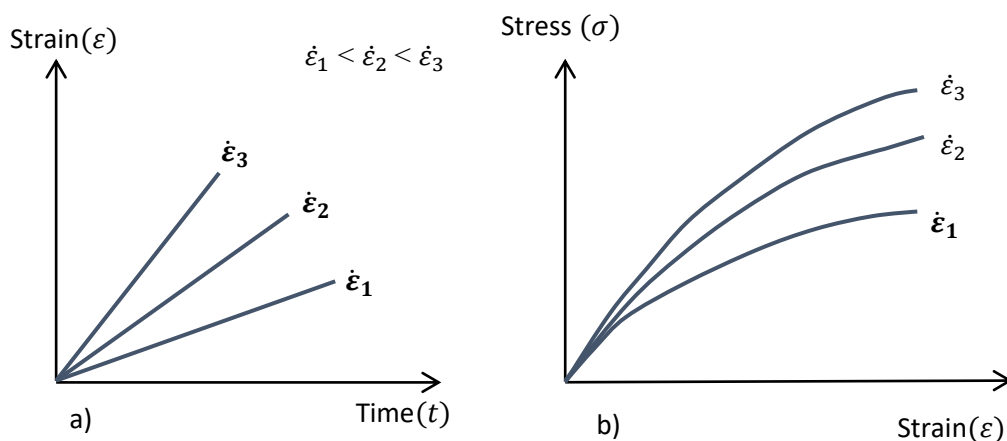 Strain(ε)
ε̇₁ < ε̇₂ < ε̇₃
ε̇₃
ε̇₂
ε̇₁
a)
Time(t)
Stress (σ)
ε̇₃
ε̇₂
ε̇₁
b)
Strain(ε)